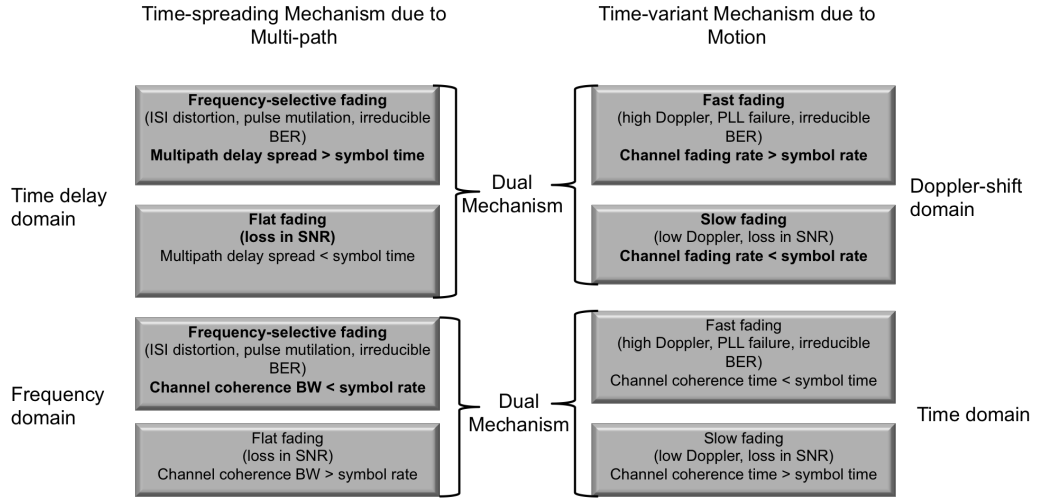 Time-spreading Mechanism due to
Multi-path
Time-variant Mechanism due to
Motion
Time delay
domain
Frequency-selective fading
(ISI distortion, pulse mutilation, irreducible
BER)
Multipath delay spread > symbol time
Flat fading
(loss in SNR)
Multipath delay spread < symbol time
Dual
Mechanism
Fast fading
(high Doppler, PLL failure, irreducible
BER)
Channel fading rate > symbol rate
Slow fading
(low Doppler, loss in SNR)
Channel fading rate < symbol rate
Doppler-shift
domain
Frequency
domain
Frequency-selective fading
(ISI distortion, pulse mutilation, irreducible
BER)
Channel coherence BW < symbol rate
Flat fading
(loss in SNR)
Channel coherence BW > symbol rate
Dual
Mechanism
Fast fading
(high Doppler, PLL failure, irreducible
BER)
Channel coherence time < symbol time
Slow fading
(low Doppler, loss in SNR)
Channel coherence time > symbol time
Time domain